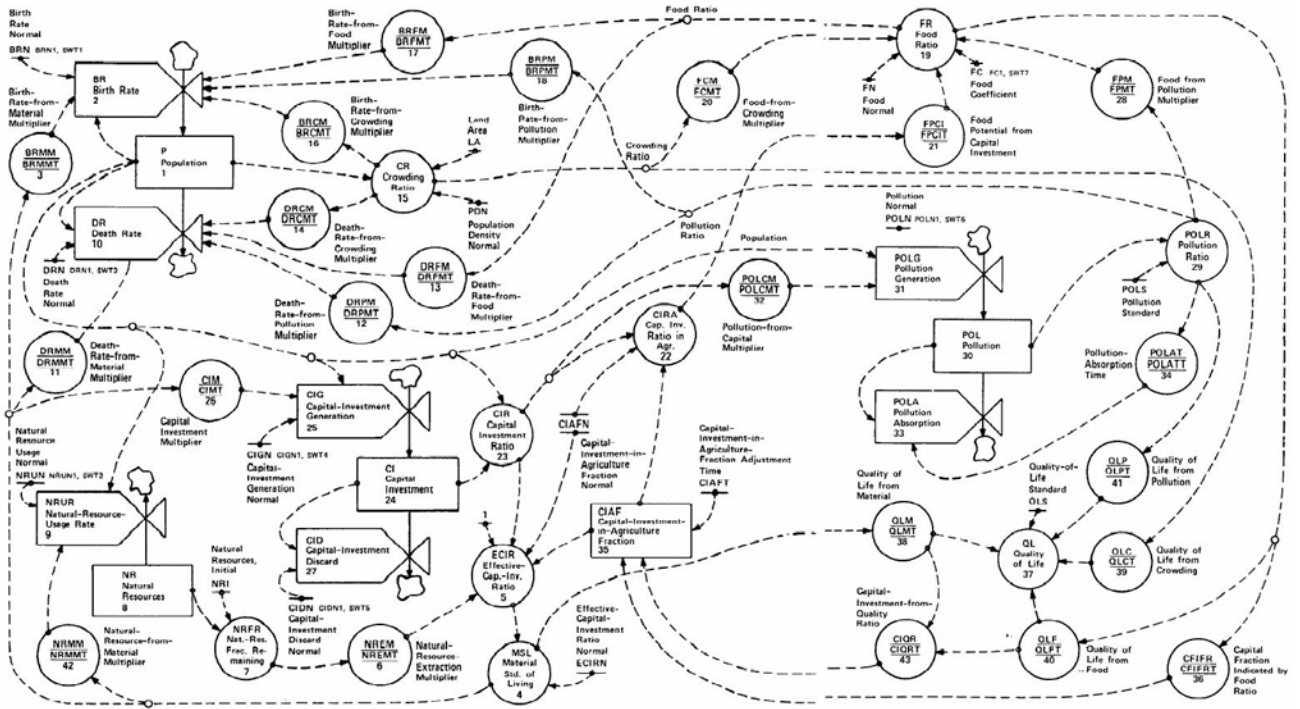 Birth
Rate
Normal
BRN BRN1, SWT1
BR
Birth Rate
2
Birth-
Rate-from-
Material
Multiplier
BRMM
BRMMT
3
P
Population
1
DR
Death Rate
10
DRN DRN1, SWT3
Death
Rate
Normal
Birth-
Rate-from-
Food
Multiplier
BRFM
BRFMT
17
BRPM
BRPMT
18
Birth-
Rate-from-
Pollution
Multiplier
Birth-
Rate-from-
Crowding
Multiplier
BRCM
BRCMT
16
Land
Area
LA
CR
Crowding
Ratio
15
PDN
Population
Density
Normal
DRCM
DRCMT
14
Death-
Rate-from-
Crowding
Multiplier
DRFM
DRFMT
13
Death-
Rate-from-
Food
Multiplier
Death-
Rate-from-
Pollution
Multiplier
DRPM
DRPMT
12
DRMM
DRMMT
11
Death-
Rate-from-
Material
Multiplier
Food Ratio
FCM
FCMT
20
Food-from-
Crowding
Multiplier
Crowding
Ratio
Pollution
Ratio
Population
FR
Food
Ratio
19
FN
Food
Normal
FC FC1, SWT7
Food
Coefficient
FPCI
FPCIT
21
Food
Potential from
Capital
Investment
FPM
FPMT
28
Food from
Pollution
Multiplier
Pollution
Normal
POLN POLN1, SWT6
POLG
Pollution
Generation
31
POLR
Pollution
Ratio
29
POLS
Pollution
Standard
POL
Pollution
30
POLA
Pollution
Absorption
33
Pollution-
Absorption
Time
POLAT
POLATT
34
POLCM
POLCMT
32
Pollution-from-
Capital
Multiplier
CIRA
Cap. Inv.
Ratio in
Agr.
22
CIM
CIMT
26
Capital
Investment
Multiplier
CIG
Capital-Investment
Generation
25
CIGN CIGN1, SWT4
Capital-
Investment
Generation
Normal
CI
Capital
Investment
24
CID
Capital-Investment
Discard
27
CIDN CIDN1, SWT5
Capital-
Investment
Discard
Normal
CIR
Capital
Investment
Ratio
23
CIAFN
Capital-
Investment-in-
Agriculture
Fraction
Normal
Capital-
Investment-in-
Agriculture-
Fraction Adjustment
Time
CIAFT
CIAF
Capital-Investment-
in-Agriculture
Fraction
35
1
ECIR
Effective-
Cap.-Inv.
Ratio
5
Effective-
Capital-
Investment
Ratio
Normal
ECIRN
MSL
Material
Std. of
Living
4
Natural
Resource
Usage
Normal
NRUN NRUN1, SWT2
NRUR
Natural-Resource-
Usage Rate
9
NR
Natural
Resources
8
Natural
Resources,
Initial
NRI
NRFR
Nat.-Res.
Frac. Re-
maining
7
NREM
NREMT
6
Natural-
Resource-
Extraction
Multiplier
NRMM
NRMMT
42
Natural-
Resource-from-
Material
Multiplier
Quality of
Life from
Material
QLM
QLMT
38
Quality-of-
Life
Standard
QLS
QL
Quality
of Life
37
QLP
QLPT
41
Quality of
Life from
Pollution
QLC
QLCT
39
Quality of
Life from
Crowding
Capital-
Investment-from-
Quality
Ratio
CIQR
CIQRT
43
QLF
QLFT
40
Quality of
Life from
Food
CFIFR
CFIFRT
36
Capital
Fraction
Indicated by
Food
Ratio